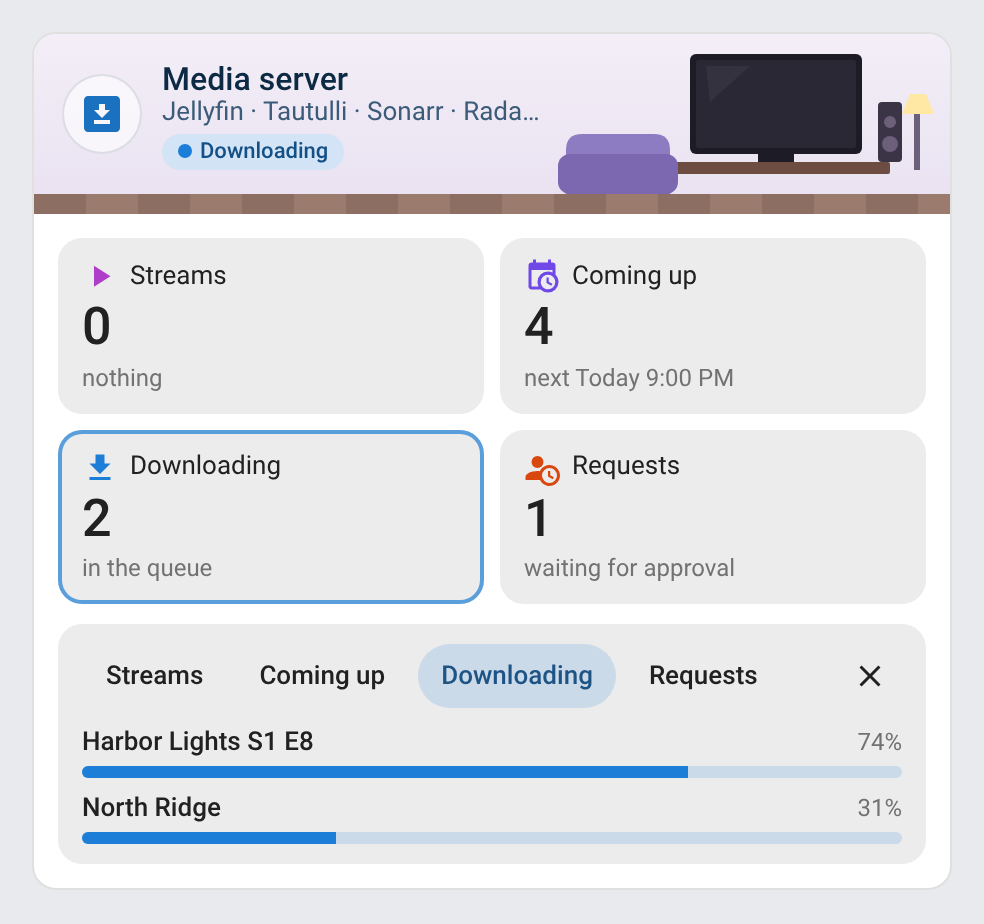 Media server
Jellyfin · Tautulli · Sonarr · Rada…
Downloading
Streams
0
nothing
Coming up
4
next Today 9:00 PM
Downloading
2
in the queue
Requests
1
waiting for approval
Streams Coming up Downloading Requests
Harbor Lights S1 E8 74%
North Ridge 31%